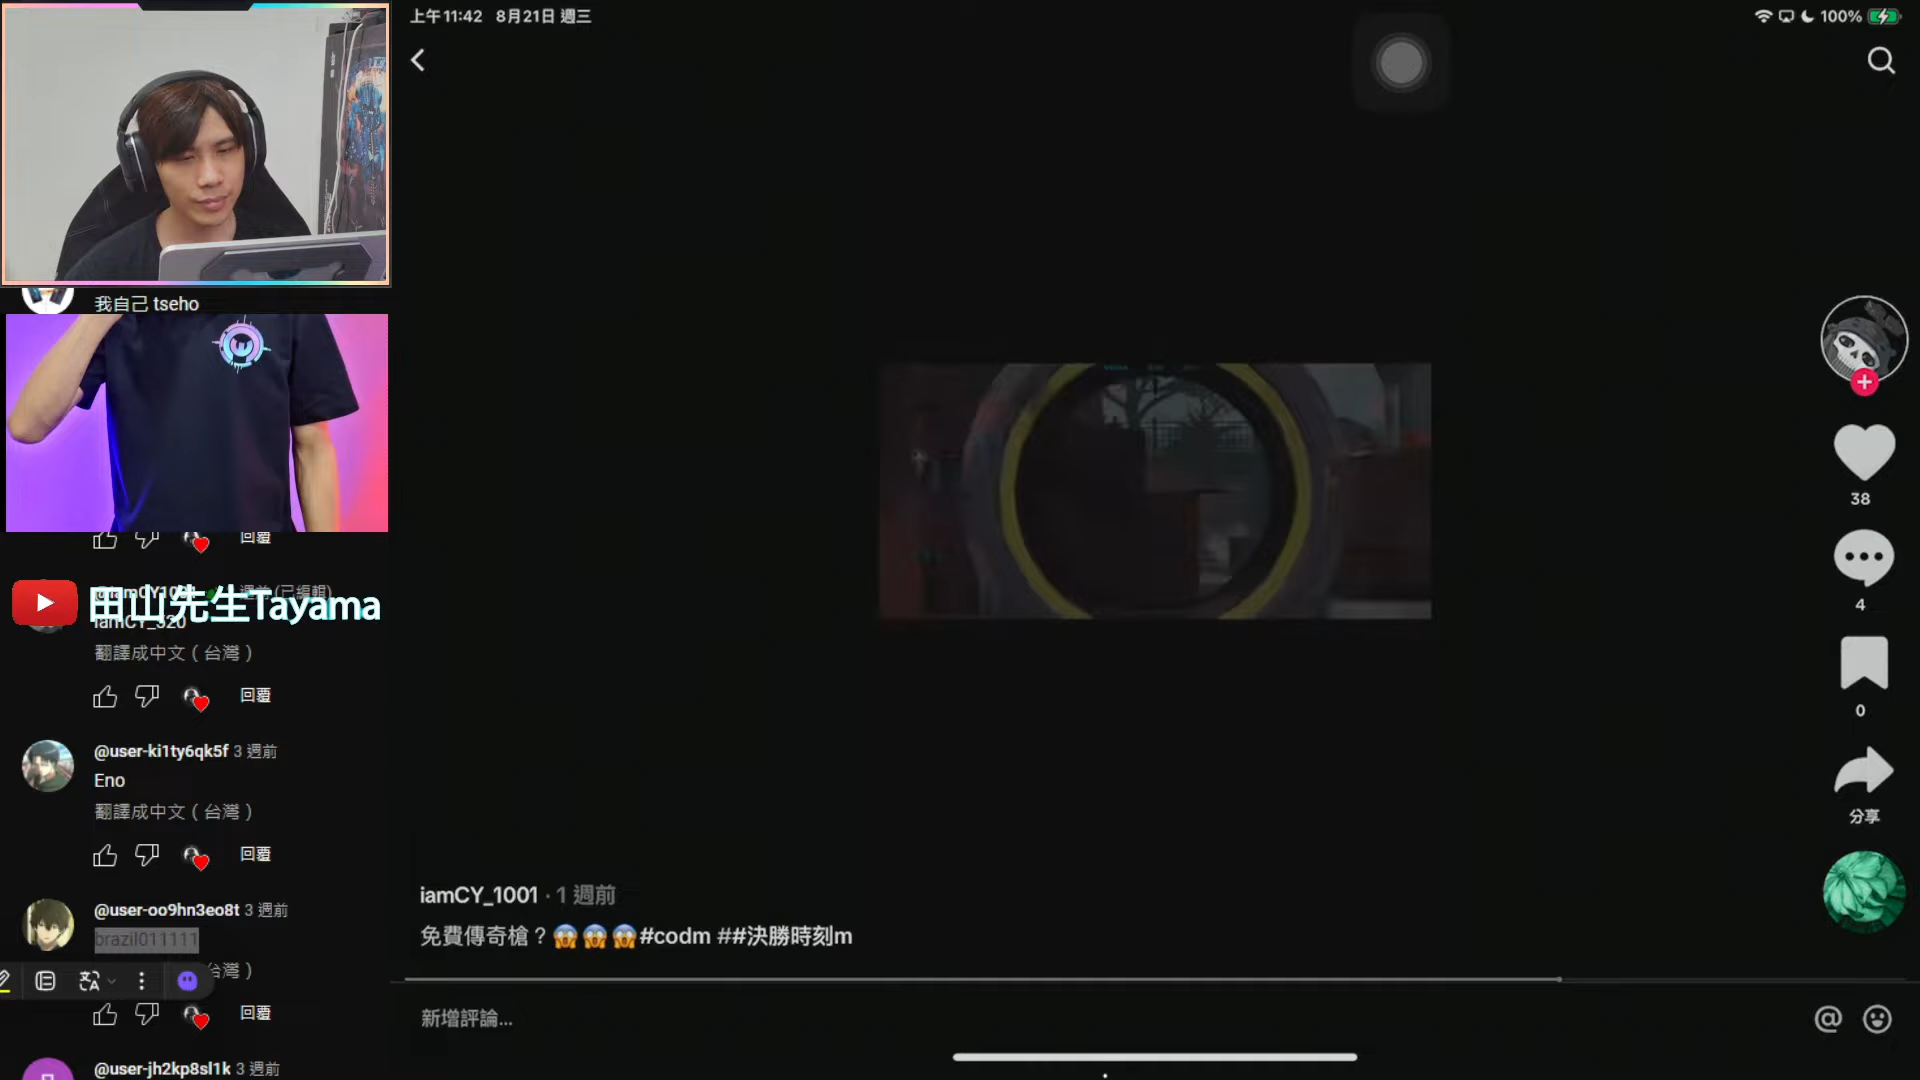 上午11:42 8月21日 週三
100%
我自己 tseho
回覆
田山先生Tayama
iamCY_320
翻譯成中文（台灣）
回覆
@user-ki1ty6qk5f 3 週前
Eno
翻譯成中文（台灣）
回覆
@user-oo9hn3eo8t 3 週前
brazil011111
台灣）
回覆
@user-jh2kp8sl1k 3 週前
38
4
0
分享
iamCY_1001 · 1 週前
免費傳奇槍？😱😱😱#codm ##決勝時刻m
新增評論...